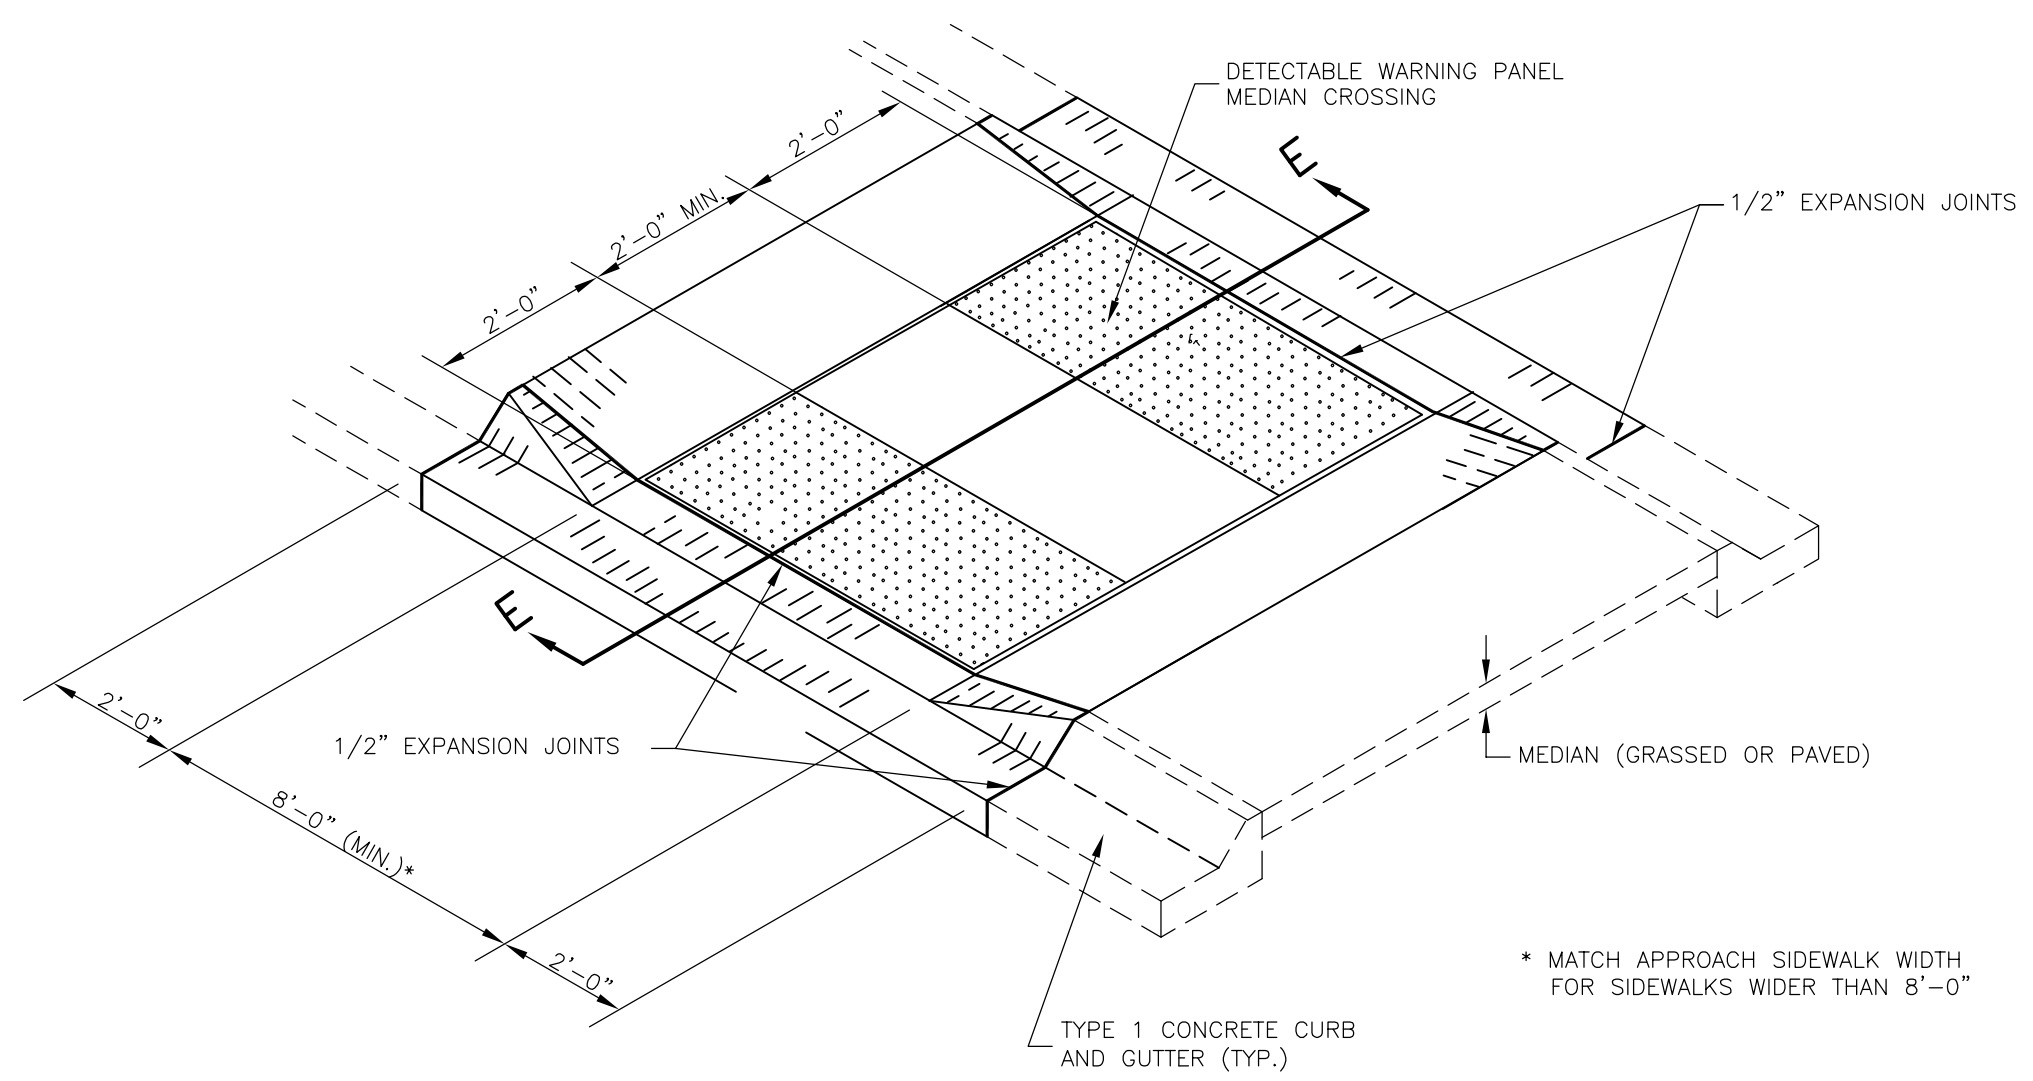 DETECTABLE WARNING PANEL
MEDIAN CROSSING
2'-0"
E
2'-0" MIN.
1/2" EXPANSION JOINTS
2'-0"
E
2'-0"
1/2" EXPANSION JOINTS
MEDIAN (GRASSED OR PAVED)
8'-0" (MIN.)*
2'-0"
* MATCH APPROACH SIDEWALK WIDTH
FOR SIDEWALKS WIDER THAN 8'-0"
TYPE 1 CONCRETE CURB
AND GUTTER (TYP.)